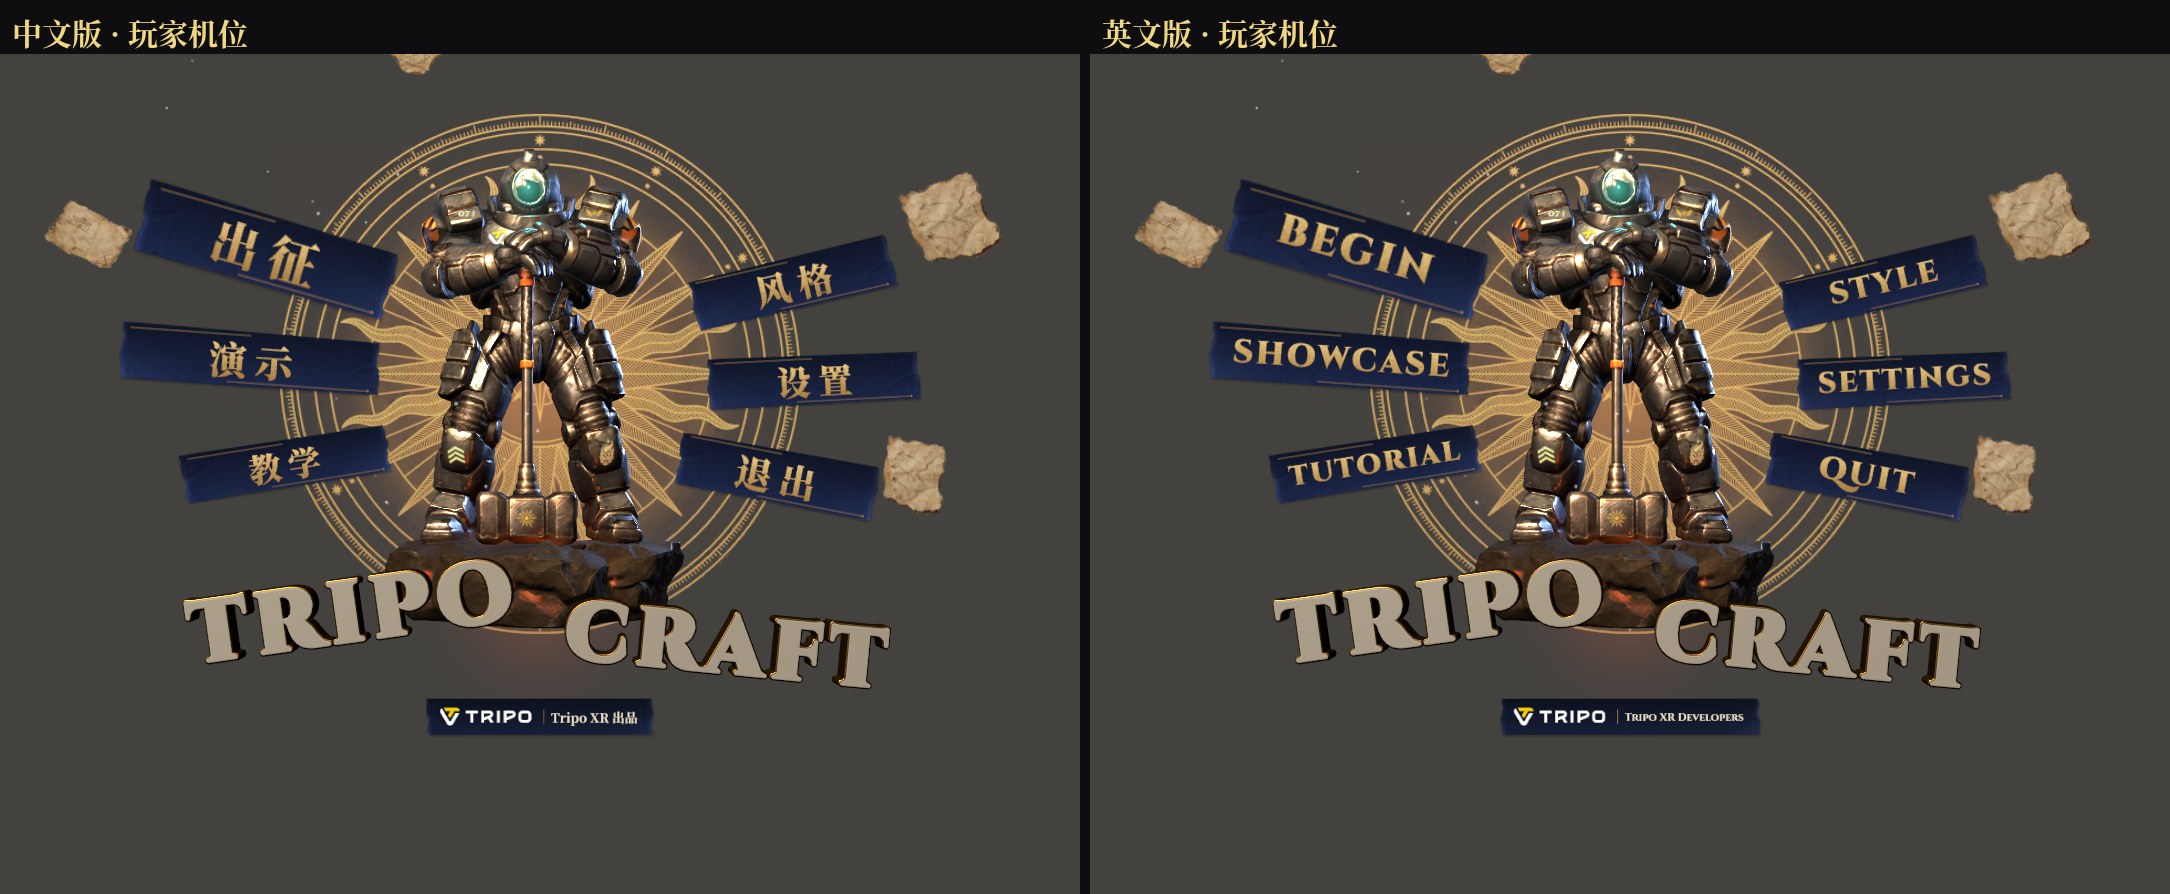 中文版 · 玩家机位
出征
演示
教学
风格
设置
退出
071
TRIPO CRAFT
TRIPO | Tripo XR 出品
英文版 · 玩家机位
BEGIN
SHOWCASE
TUTORIAL
STYLE
SETTINGS
QUIT
071
TRIPO CRAFT
TRIPO | TRIPO XR DEVELOPERS